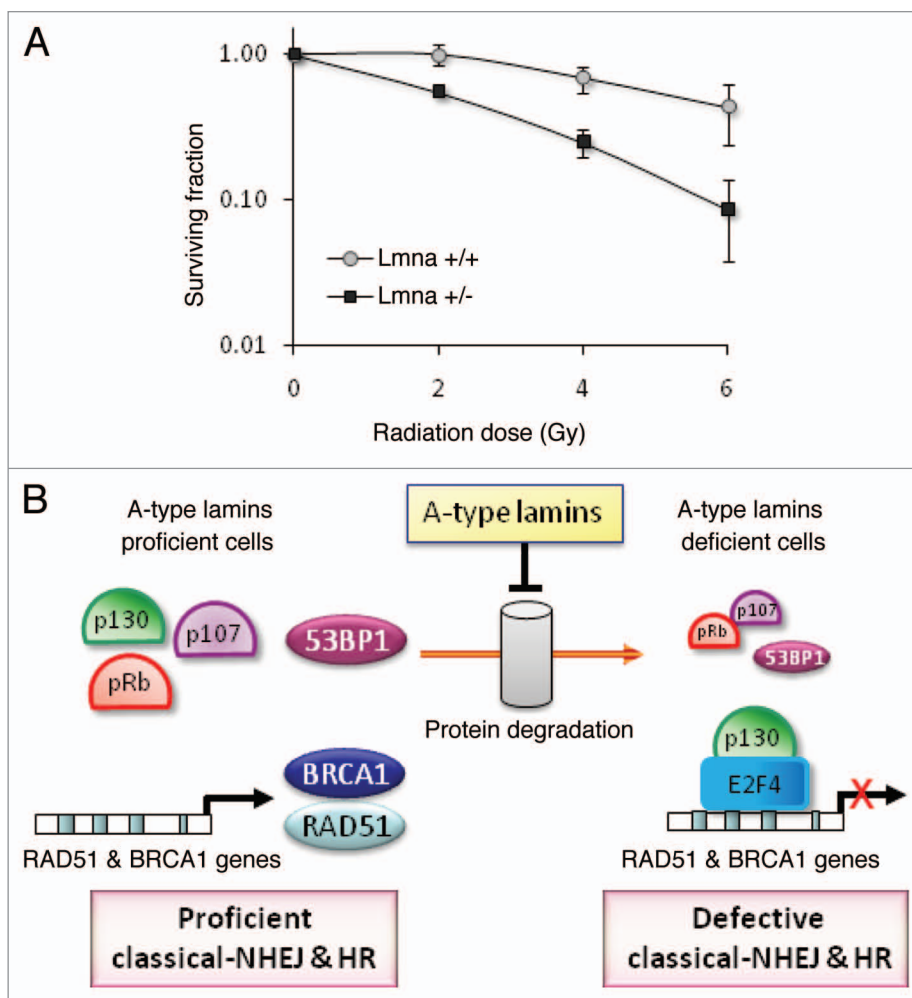 A
1.00
0.10
0.01
Surviving fraction
Lmna +/+
Lmna +/-
0 2 4 6
Radiation dose (Gy)
B
A-type lamins
proficient cells
A-type lamins
A-type lamins
deficient cells
p130
p107
pRb
53BP1
Protein degradation
p107
pRb
53BP1
BRCA1
RAD51
RAD51 & BRCA1 genes
p130
E2F4
X
RAD51 & BRCA1 genes
Proficient
classical-NHEJ & HR
Defective
classical-NHEJ & HR